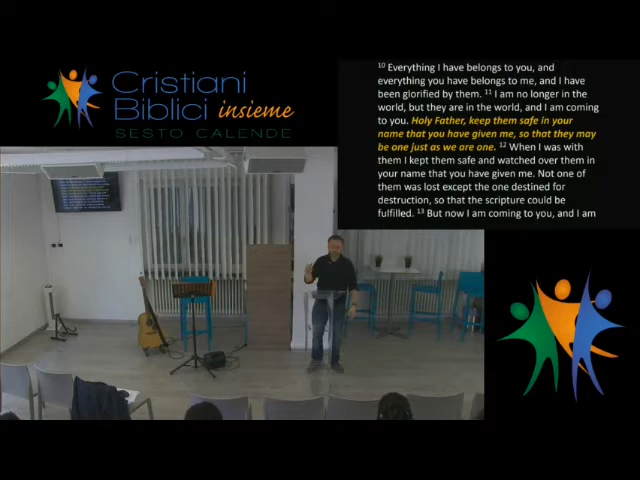 Cristiani
Biblici insieme
SESTO CALENDE
10 Everything I have belongs to you, and
everything you have belongs to me, and I have
been glorified by them. 11 I am no longer in the
world, but they are in the world, and I am coming
to you. Holy Father, keep them safe in your
name that you have given me, so that they may
be one just as we are one. 12 When I was with
them I kept them safe and watched over them in
your name that you have given me. Not one of
them was lost except the one destined for
destruction, so that the scripture could be
fulfilled. 13 But now I am coming to you, and I am